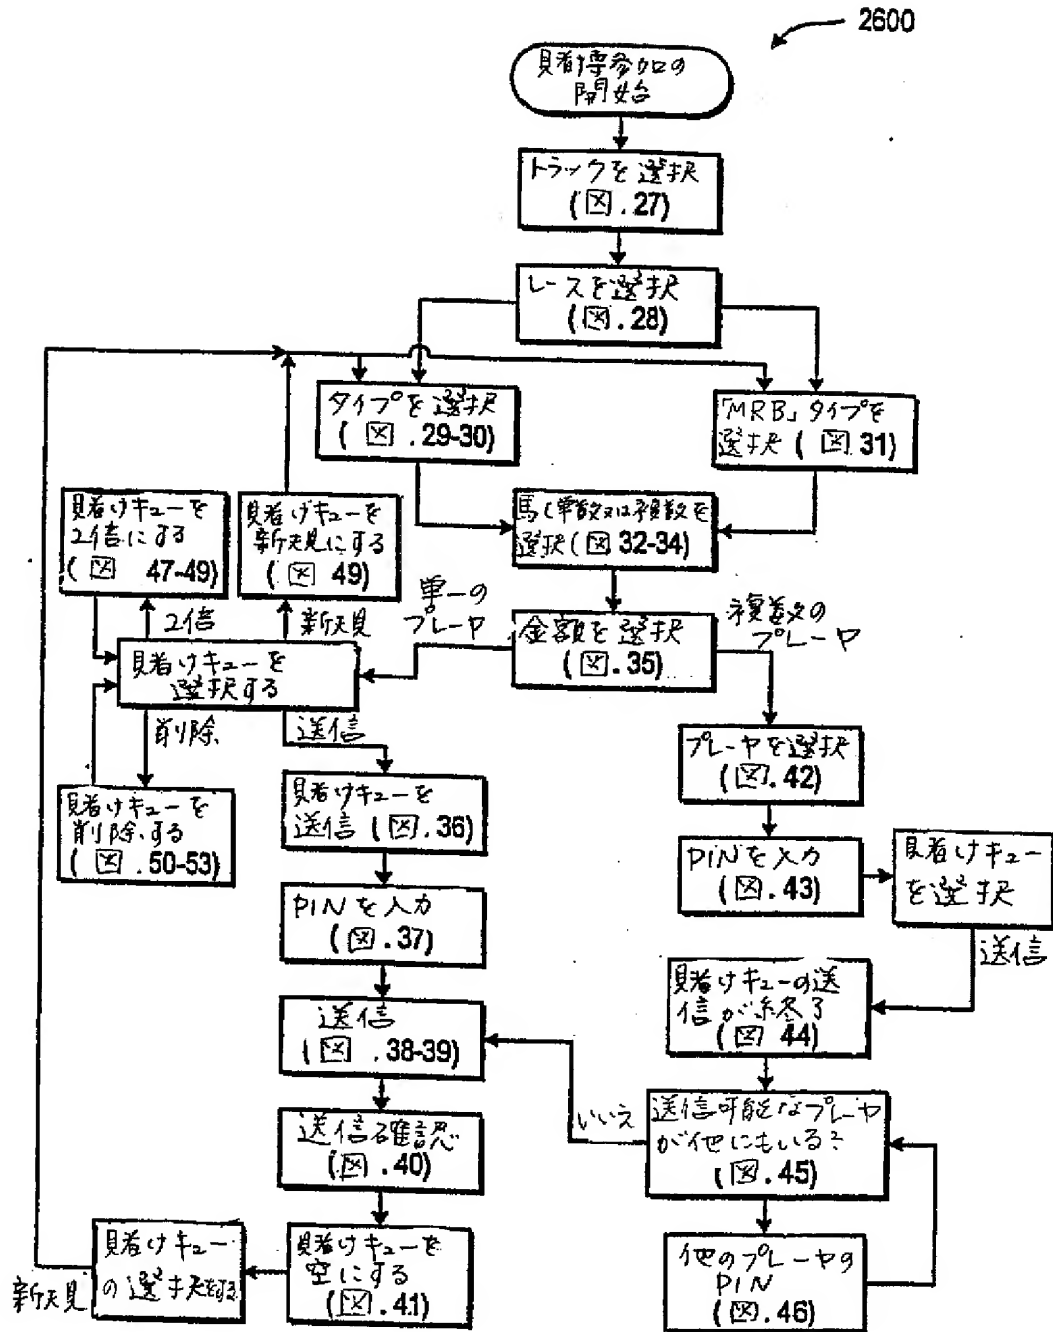 2600
賭博参加の
開始
トラックを選択
(図.27)
レースを選択
(図.28)
タイプを選択
(図.29-30)
「MRB」タイプを
選択(図31)
賭けキューを
2倍にする
(図 47-49)
賭けキューを
新規にする
(図 49)
馬(単数又は複数を
選択(図32-34)
2倍
新規
単一の
プレーヤ
金額を選択
(図.35)
複数の
プレーヤ
賭けキューを
選択する
削除
送信
賭けキューを
削除する
(図.50-53)
賭けキューを
送信(図.36)
プレーヤを選択
(図.42)
PINを入力
(図.37)
PINを入力
(図.43)
賭けキュー
を選択
送信
賭けキューの送
信が終了
(図 44)
送信
(図.38-39)
いいえ
送信可能なプレーヤ
が他にもいる?
(図.45)
送信確認
(図.40)
賭けキューを
空にする
(図.41)
賭けキュー
の選択をする
新規
他のプレーヤの
PIN
(図.46)